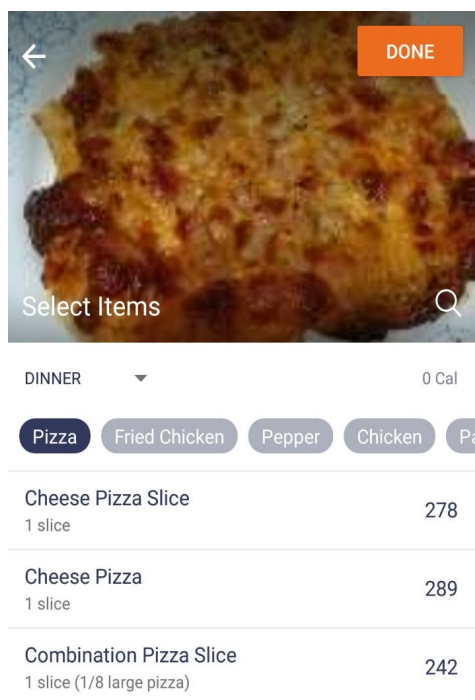 DONE
Select Items
DINNER 0 Cal
Pizza Fried Chicken Pepper Chicken Pa
Cheese Pizza Slice 278
1 slice
Cheese Pizza 289
1 slice
Combination Pizza Slice 242
1 slice (1/8 large pizza)